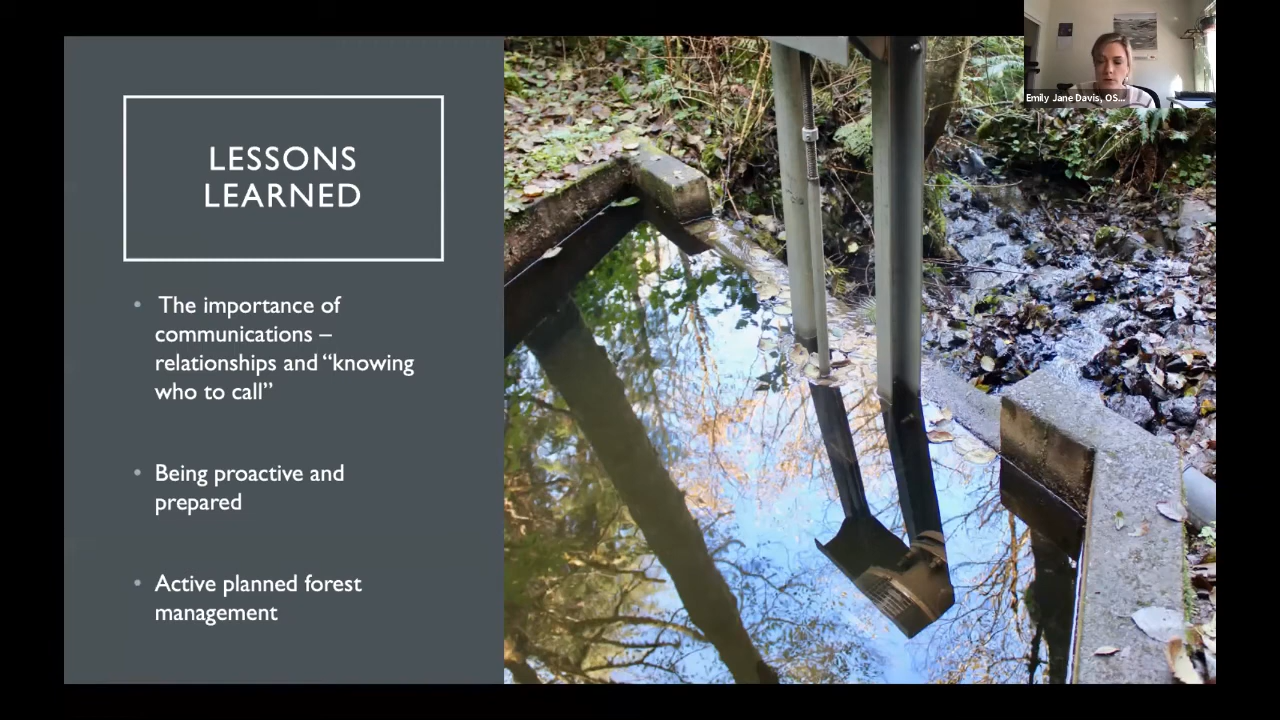 Emily Jane Davis, OS...
LESSONS
LEARNED
• The importance of
communications –
relationships and “knowing
who to call”
• Being proactive and
prepared
• Active planned forest
management